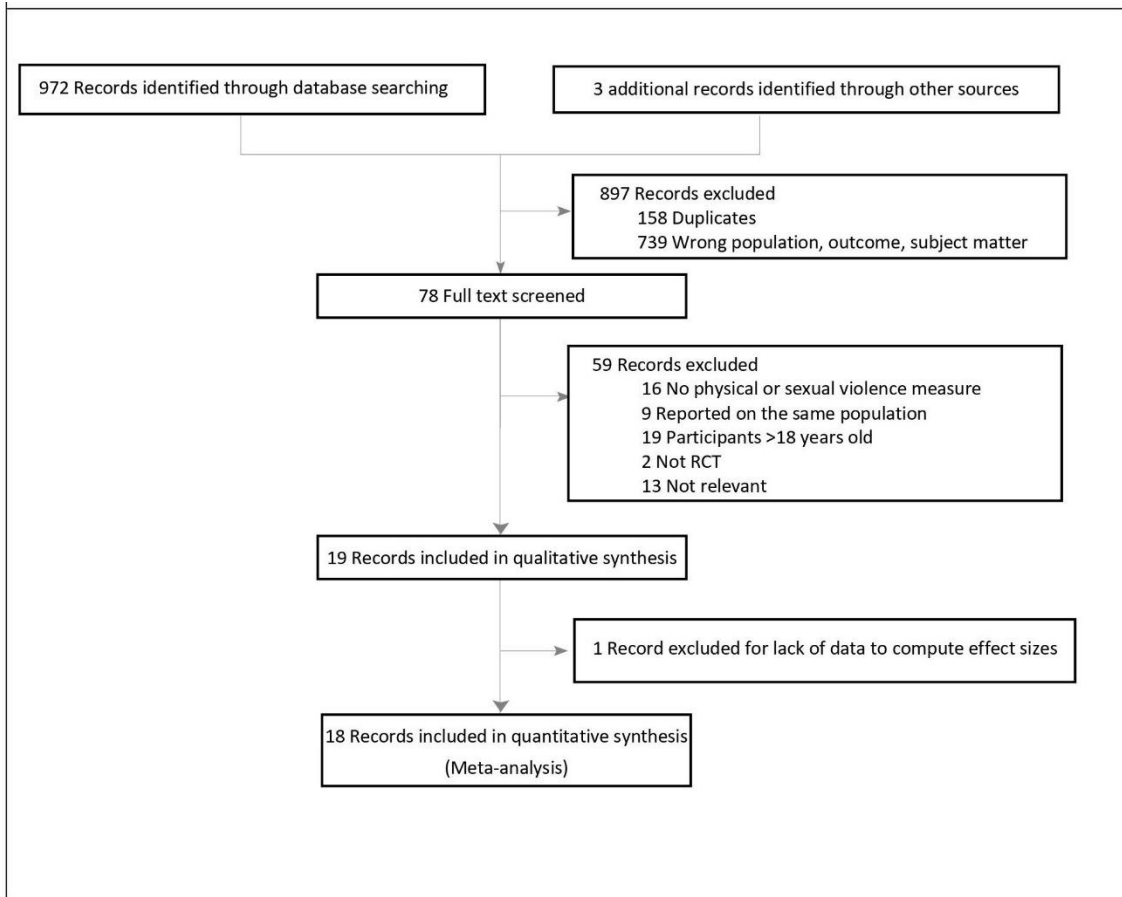 972 Records identified through database searching
3 additional records identified through other sources
897 Records excluded
158 Duplicates
739 Wrong population, outcome, subject matter
78 Full text screened
59 Records excluded
16 No physical or sexual violence measure
9 Reported on the same population
19 Participants >18 years old
2 Not RCT
13 Not relevant
19 Records included in qualitative synthesis
1 Record excluded for lack of data to compute effect sizes
18 Records included in quantitative synthesis
(Meta-analysis)